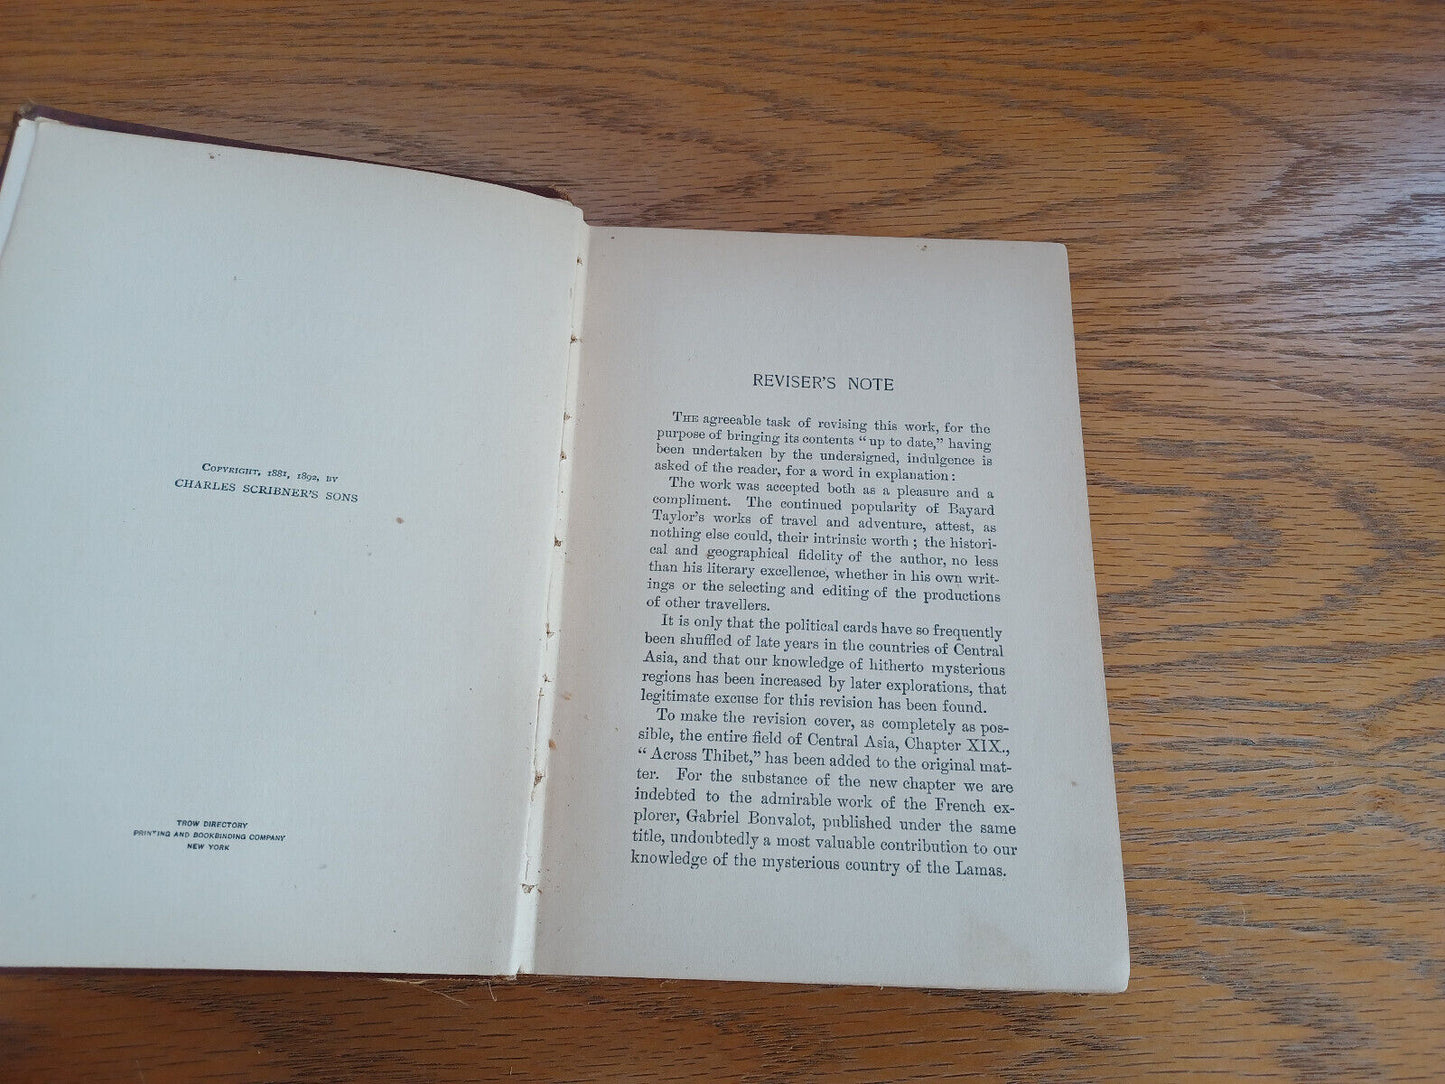 COPYRIGHT, 1881, 1892, BY
CHARLES SCRIBNER'S SONS
TROW DIRECTORY
PRINTING AND BOOKBINDING COMPANY
NEW YORK
REVISER'S NOTE
THE agreeable task of revising this work, for the
purpose of bringing its contents "up to date," having
been undertaken by the undersigned, indulgence is
asked of the reader, for a word in explanation:
The work was accepted both as a pleasure and a
compliment. The continued popularity of Bayard
Taylor's works of travel and adventure, attest, as
nothing else could, their intrinsic worth; the histori-
cal and geographical fidelity of the author, no less
than his literary excellence, whether in his own writ-
ings or the selecting and editing of the productions
of other travellers.
It is only that the political cards have so frequently
been shuffled of late years in the countries of Central
Asia, and that our knowledge of hitherto mysterious
regions has been increased by later explorations, that
legitimate excuse for this revision has been found.
To make the revision cover, as completely as pos-
sible, the entire field of Central Asia, Chapter XIX.,
"Across Thibet," has been added to the original mat-
ter. For the substance of the new chapter we are
indebted to the admirable work of the French ex-
plorer, Gabriel Bonvalot, published under the same
title, undoubtedly a most valuable contribution to our
knowledge of the mysterious country of the Lamas.